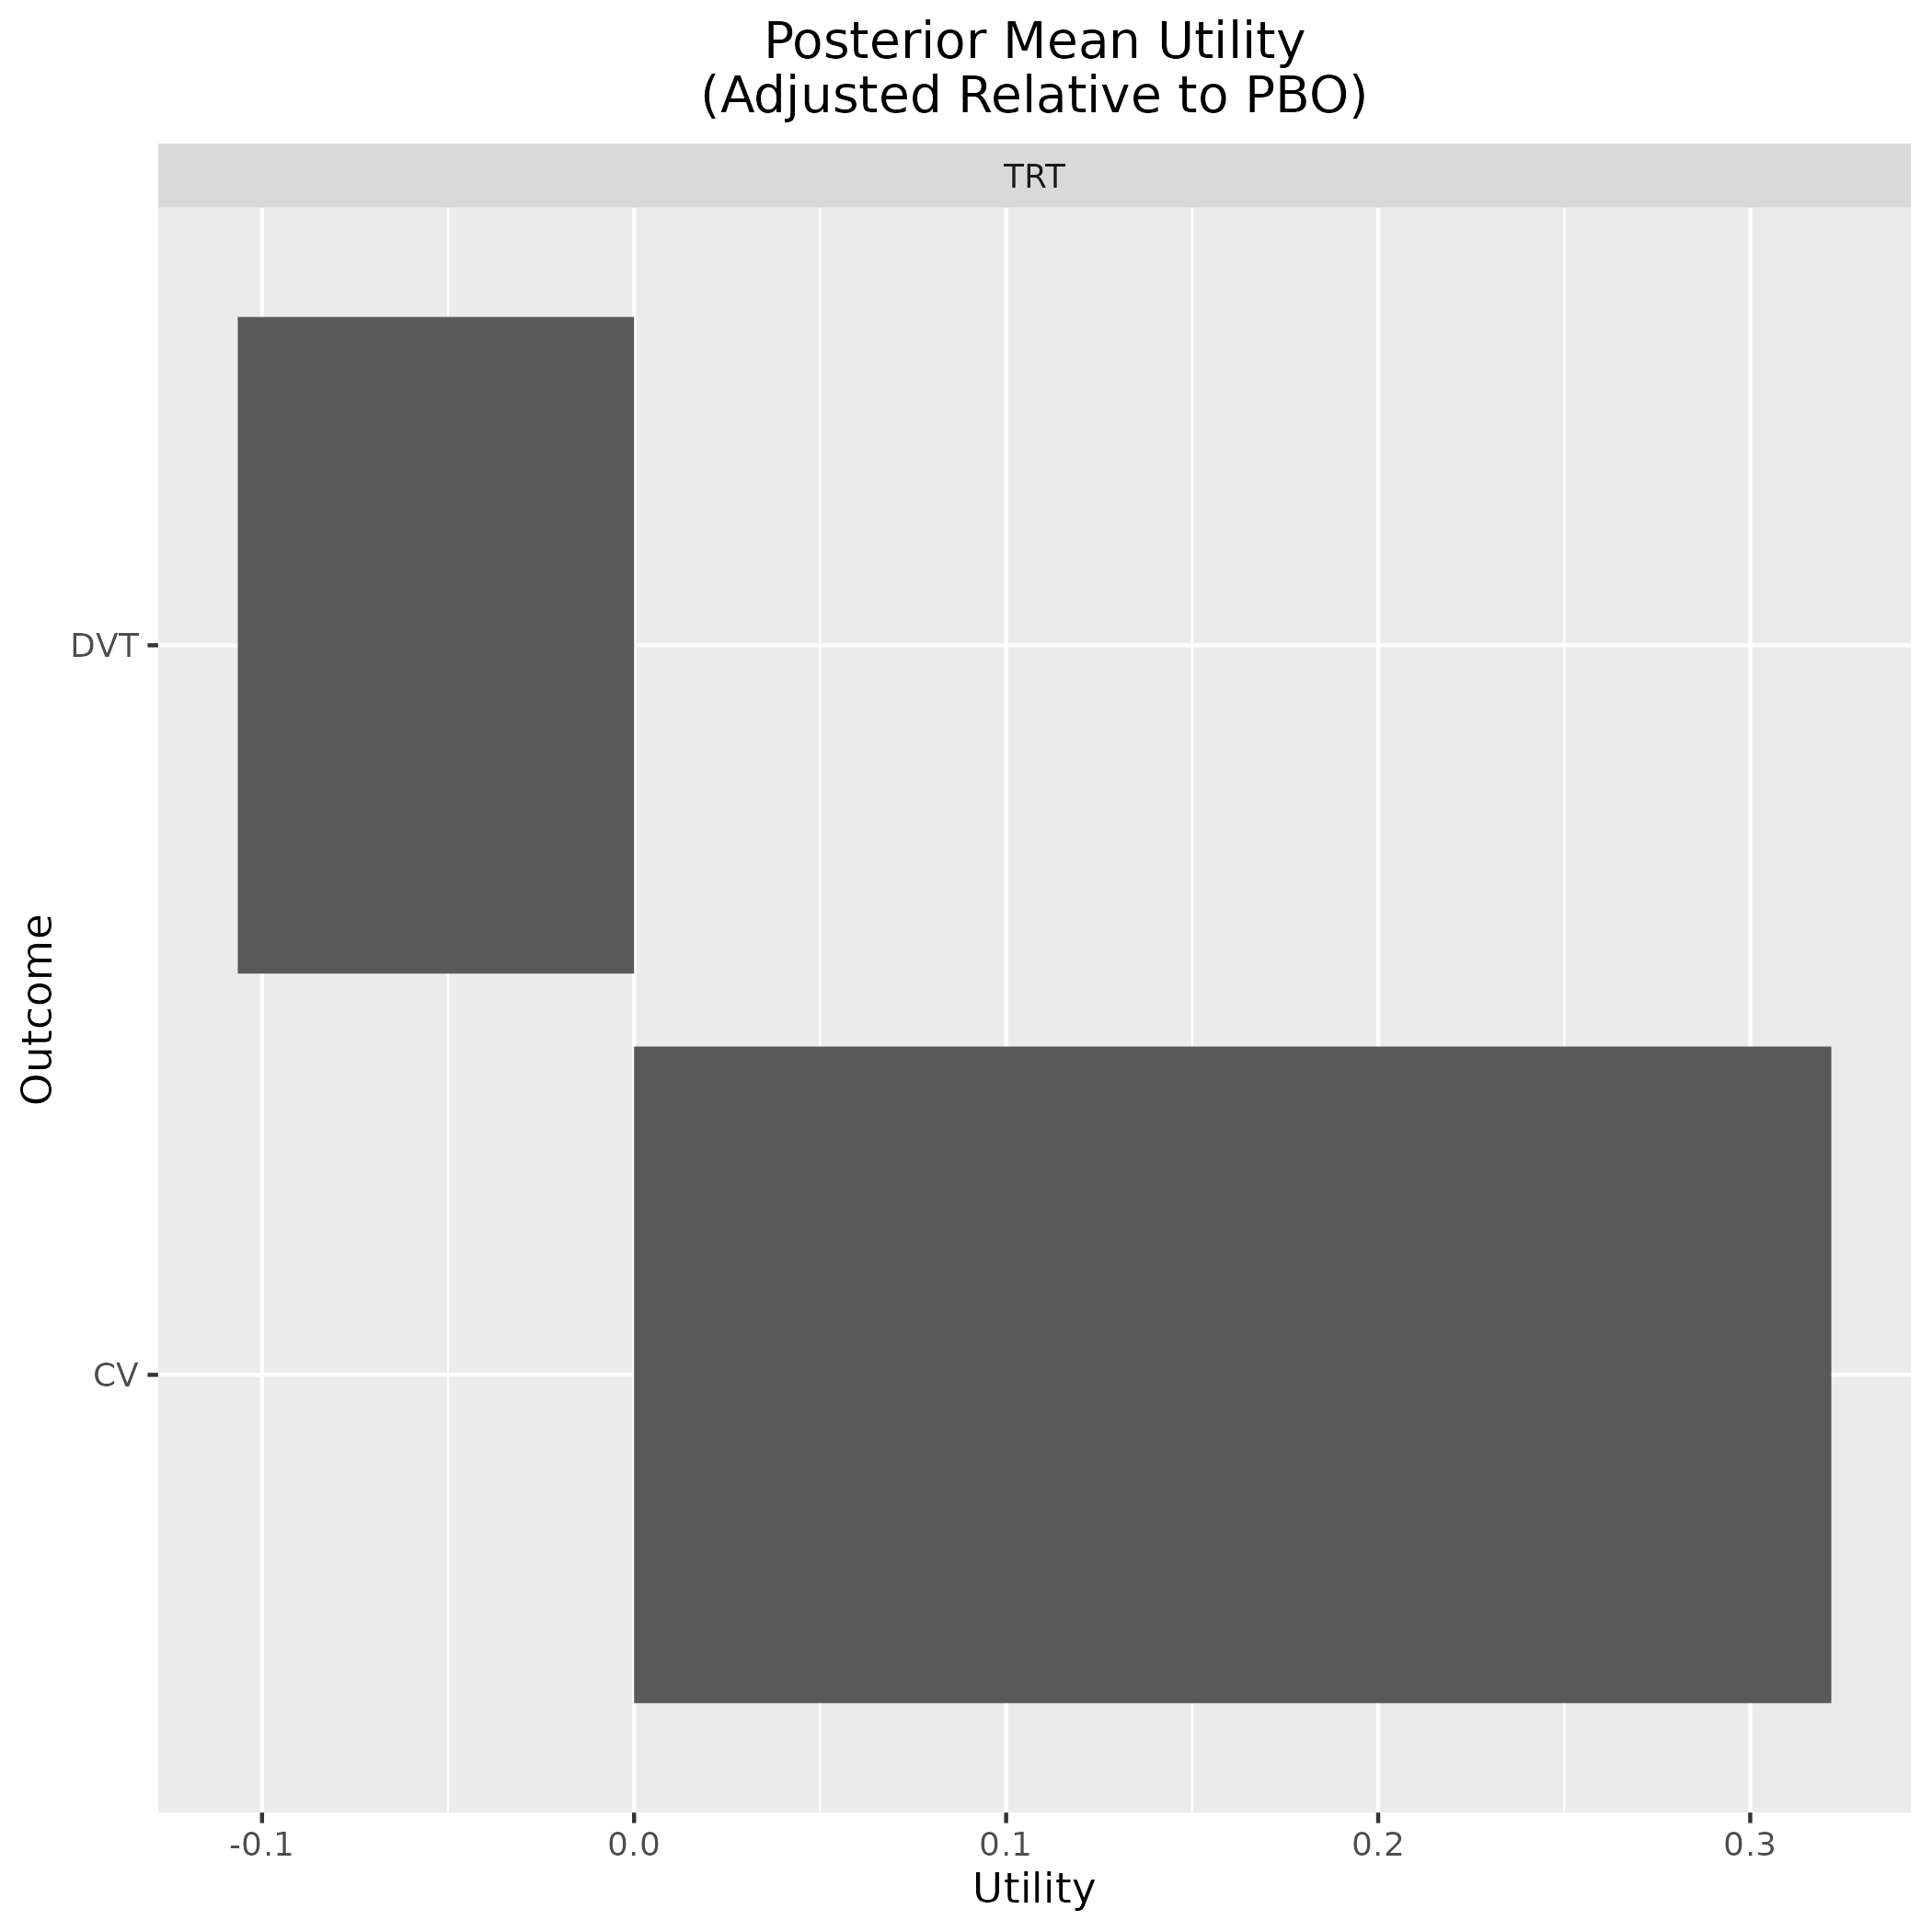 Posterior Mean Utility
(Adjusted Relative to PBO)
TRT
Outcome
DVT
CV
-0.1 0.0 0.1 0.2 0.3
Utility